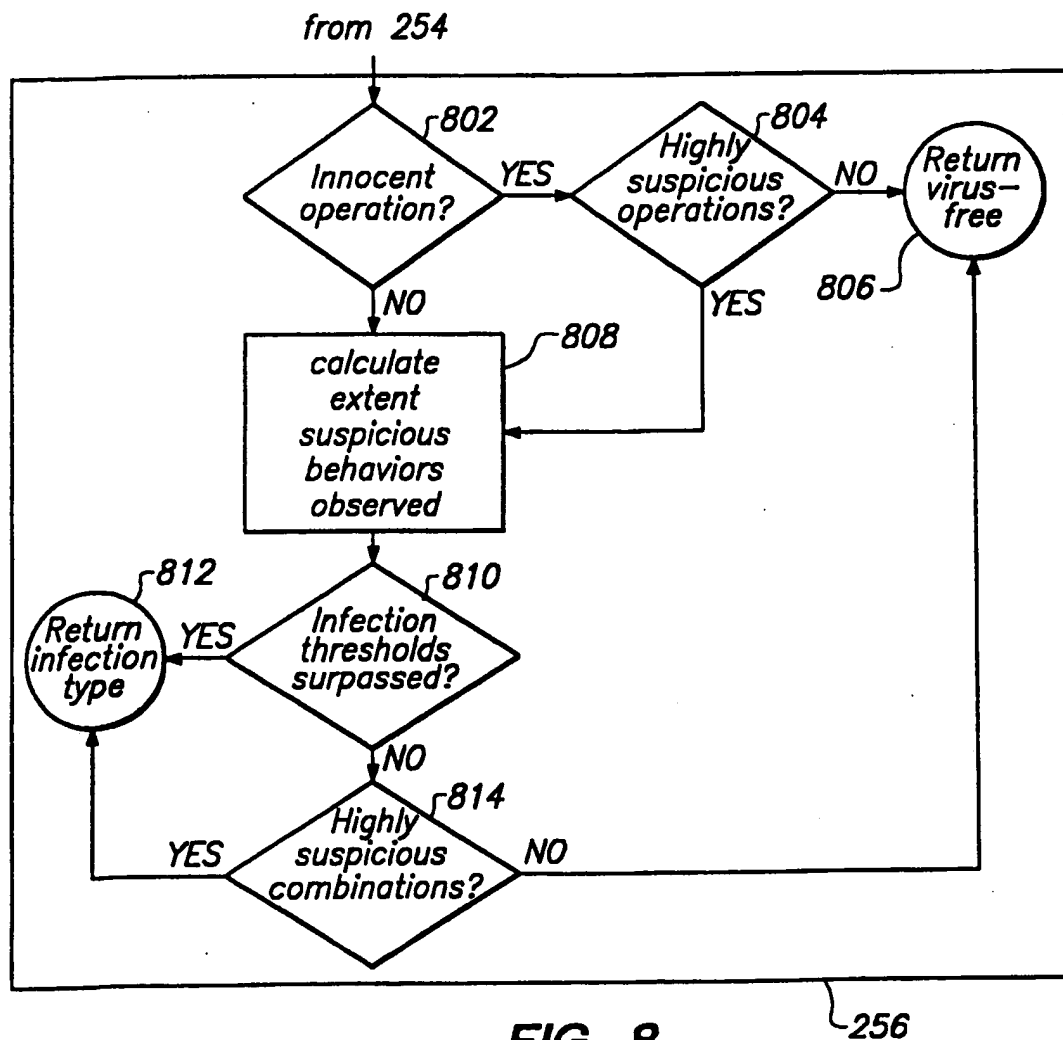 from 254
802
Innocent
operation?
YES
NO
804
Highly
suspicious
operations?
NO
YES
Return
virus-
free
806
calculate
extent
suspicious
behaviors
observed
808
810
Infection
thresholds
surpassed?
YES
NO
812
Return
infection
type
814
Highly
suspicious
combinations?
YES
NO
256
FIG. 8